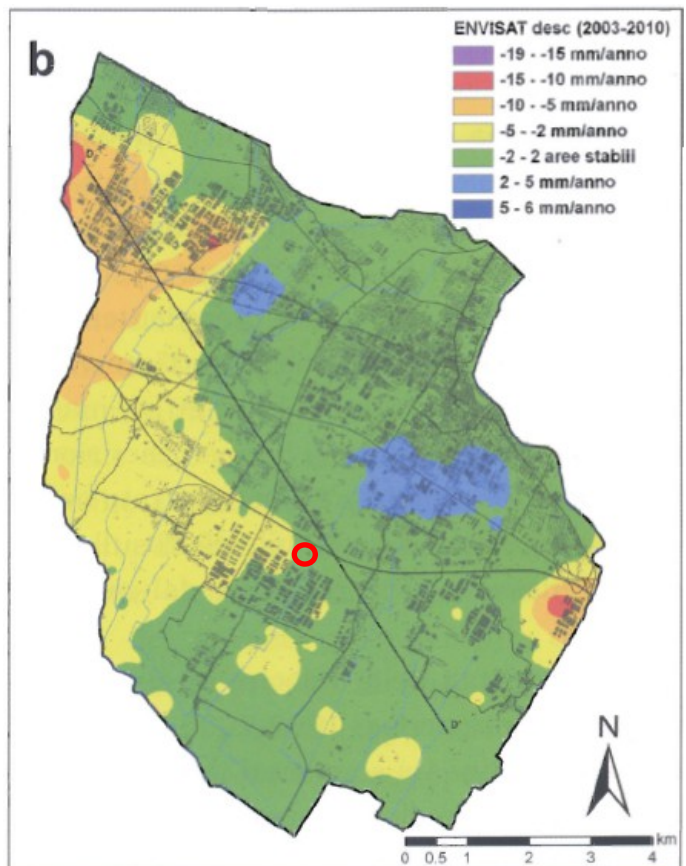 b
ENVISAT desc (2003-2010)
-19 - -15 mm/anno
-15 - -10 mm/anno
-10 - -5 mm/anno
-5 - -2 mm/anno
-2 - 2 aree stabili
2 - 5 mm/anno
5 - 6 mm/anno
D
D'
N
km
0 0.5 1 2 3 4